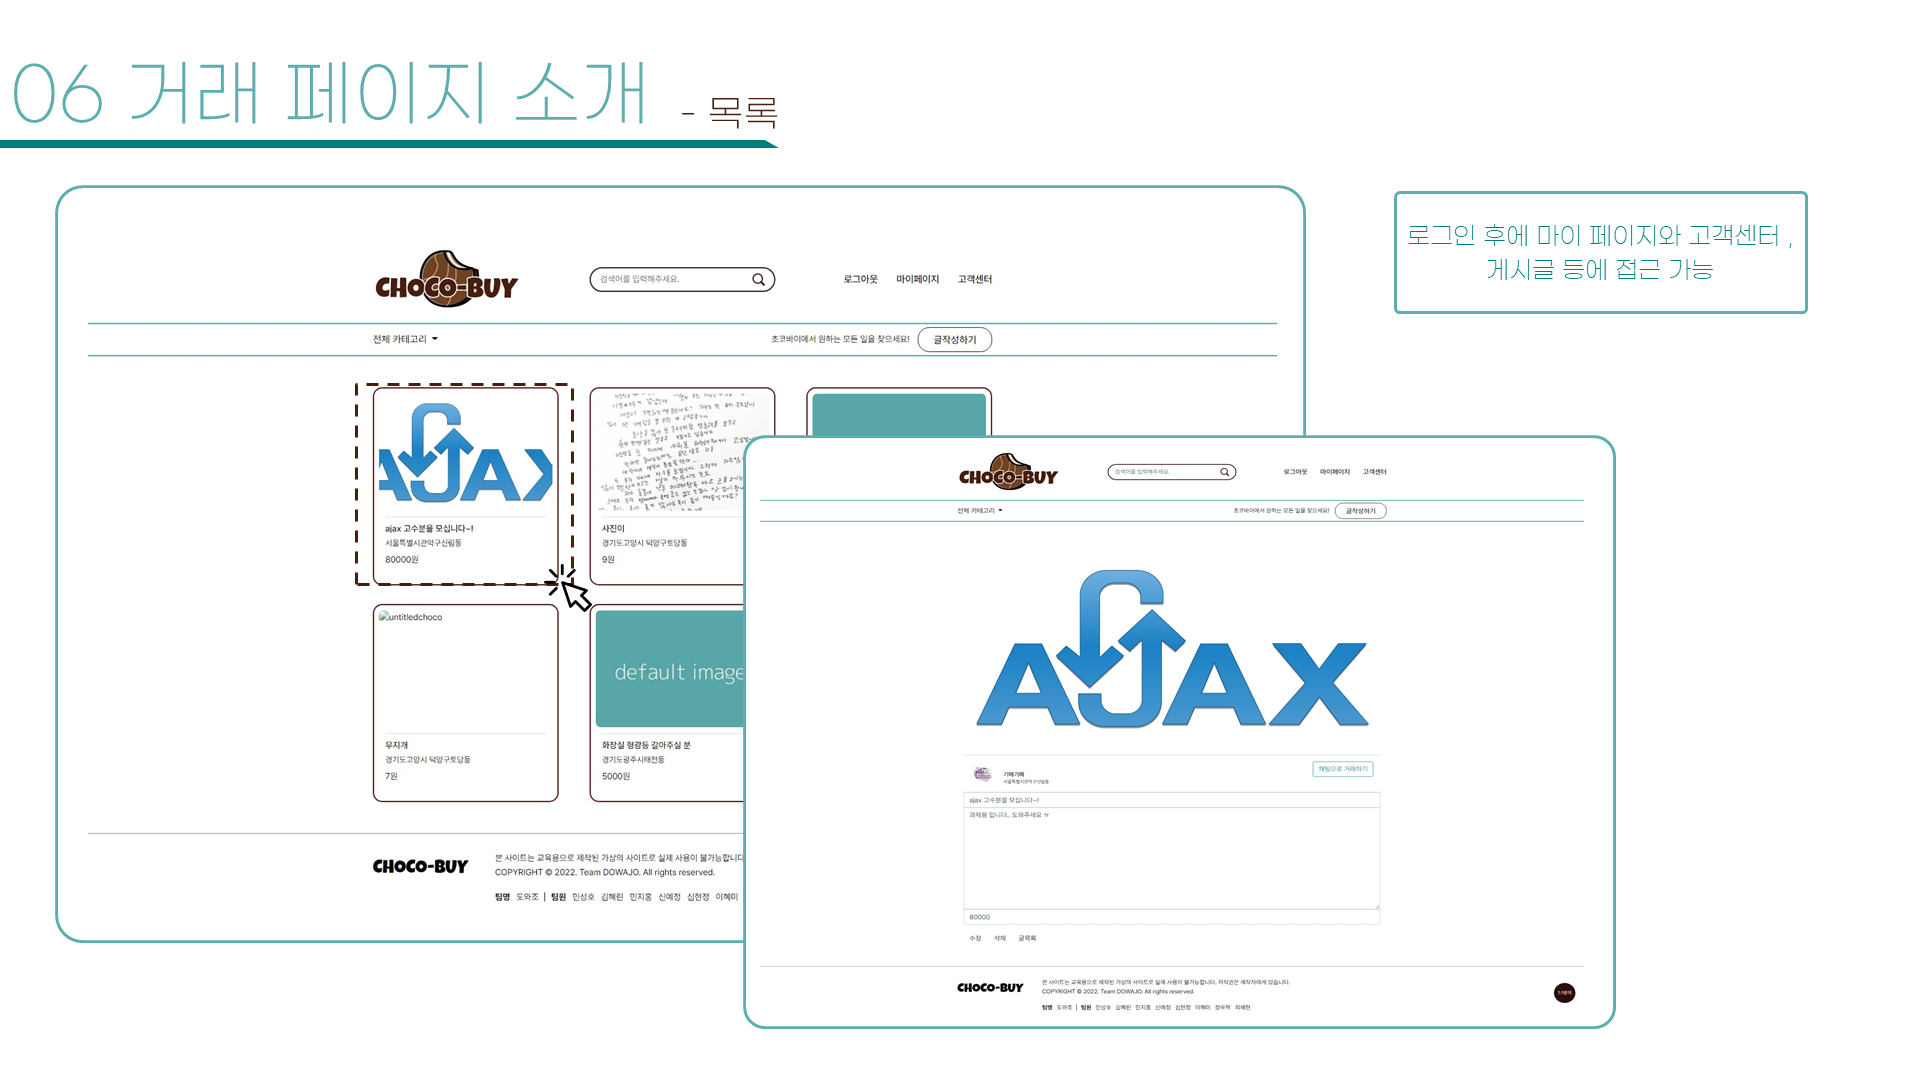 06 거래 페이지 소개 - 목록
로그인 후에 마이 페이지와 고객센터 ,
게시글 등에 접근 가능
CHOCO-BUY
검색어를 입력해주세요.
로그아웃 마이페이지 고객센터
전체 카테고리
초코바이에서 원하는 모든 일을 찾으세요!
글작성하기
AJAX
ajax 고수분을 모십니다~!
서울특별시관악구신림동
80000원
사진이
경기도고양시 덕양구토당동
9원
untitledchoco
무지개
경기도고양시 덕양구토당동
7원
default image
화장실 형광등 갈아주실 분
경기도광주시태전동
5000원
CHOCO-BUY
본 사이트는 교육용으로 제작된 가상의 사이트로 실제 사용이 불가능합니다
COPYRIGHT © 2022. Team DOWAJO. All rights reserved.
팀명 도와조 | 팀원 민성호 김혜린 민지홍 신예정 심현정 이혜미
CHOCO-BUY
검색어를 입력해주세요.
로그아웃 마이페이지 고객센터
전체 카테고리
초코바이에서 원하는 모든 일을 찾으세요!
글작성하기
AJAX
서울특별시관악구신림동
채팅으로 거래하기
ajax 고수분을 모십니다~!
과제용 입니다.. 도와주세요 ㅠ
80000
수정 삭제 글목록
CHOCO-BUY
본 사이트는 교육용으로 제작된 가상의 사이트로 실제 사용이 불가능합니다. 저작권은 제작자에게 있습니다.
COPYRIGHT © 2022. Team DOWAJO. All rights reserved.
팀명 도와조 | 팀원 민성호 김혜린 민지홍 신예정 심현정 이혜미 장우혁 최재헌
1:1문의